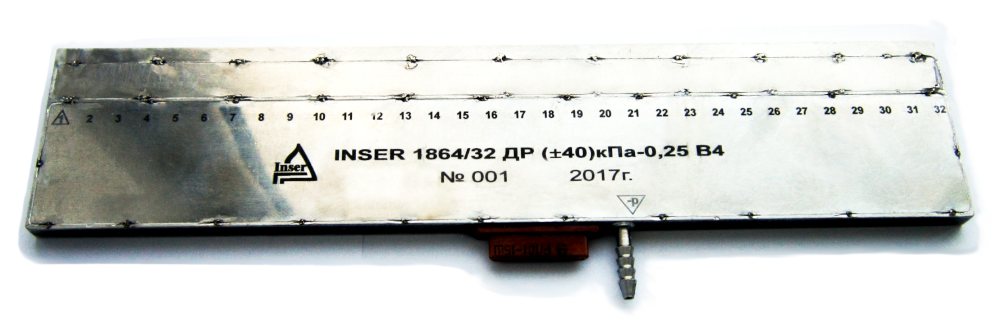 1 2 3 4 5 6 7 8 9 10 11 12 13 14 15 16 17 18 19 20 21 22 23 24 25 26 27 28 29 30 31 32
Inser
INSER 1864/32 ДР (±40)кПа-0,25 В4
№ 001 2017г.
-p